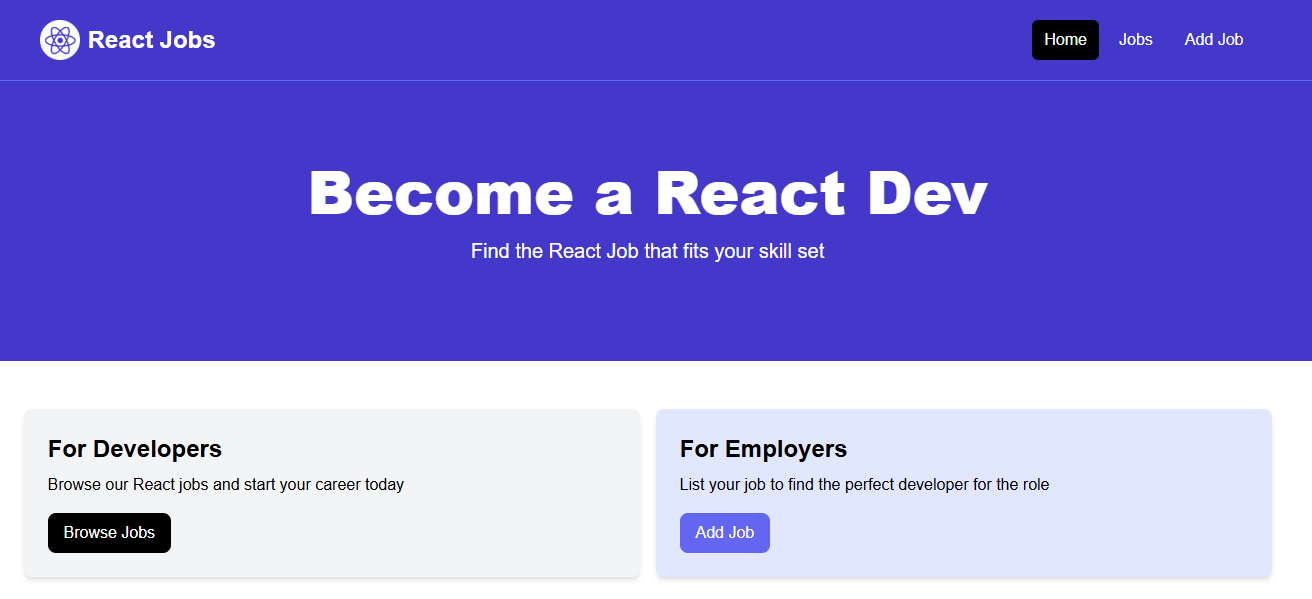 React Jobs
Home Jobs Add Job
Become a React Dev
Find the React Job that fits your skill set
For Developers
Browse our React jobs and start your career today
Browse Jobs
For Employers
List your job to find the perfect developer for the role
Add Job